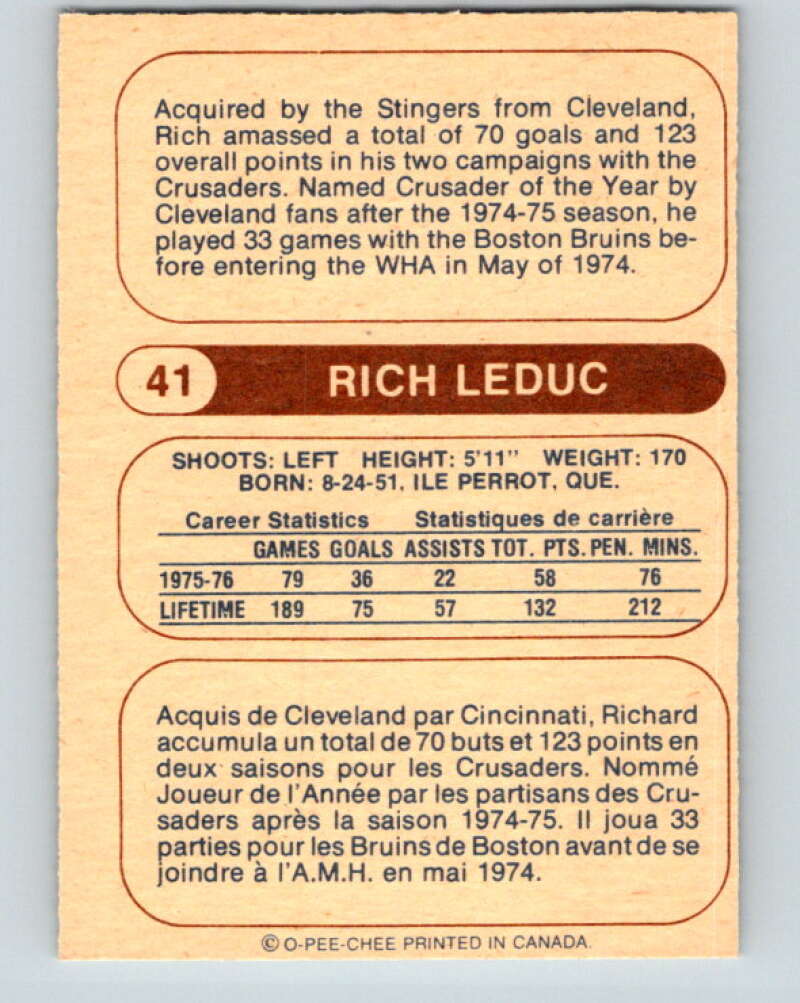 Acquired by the Stingers from Cleveland,
Rich amassed a total of 70 goals and 123
overall points in his two campaigns with the
Crusaders. Named Crusader of the Year by
Cleveland fans after the 1974-75 season, he
played 33 games with the Boston Bruins be-
fore entering the WHA in May of 1974.
41 RICH LEDUC
SHOOTS: LEFT HEIGHT: 5'11" WEIGHT: 170
BORN: 8-24-51, ILE PERROT, QUE.
Career Statistics Statistiques de carrière
GAMES GOALS ASSISTS TOT. PTS. PEN. MINS.
1975-76 79 36 22 58 76
LIFETIME 189 75 57 132 212
Acquis de Cleveland par Cincinnati, Richard
accumula un total de 70 buts et 123 points en
deux saisons pour les Crusaders. Nommé
Joueur de l'Année par les partisans des Cru-
saders après la saison 1974-75. Il joua 33
parties pour les Bruins de Boston avant de se
joindre à l'A.M.H. en mai 1974.
© O-PEE-CHEE PRINTED IN CANADA.